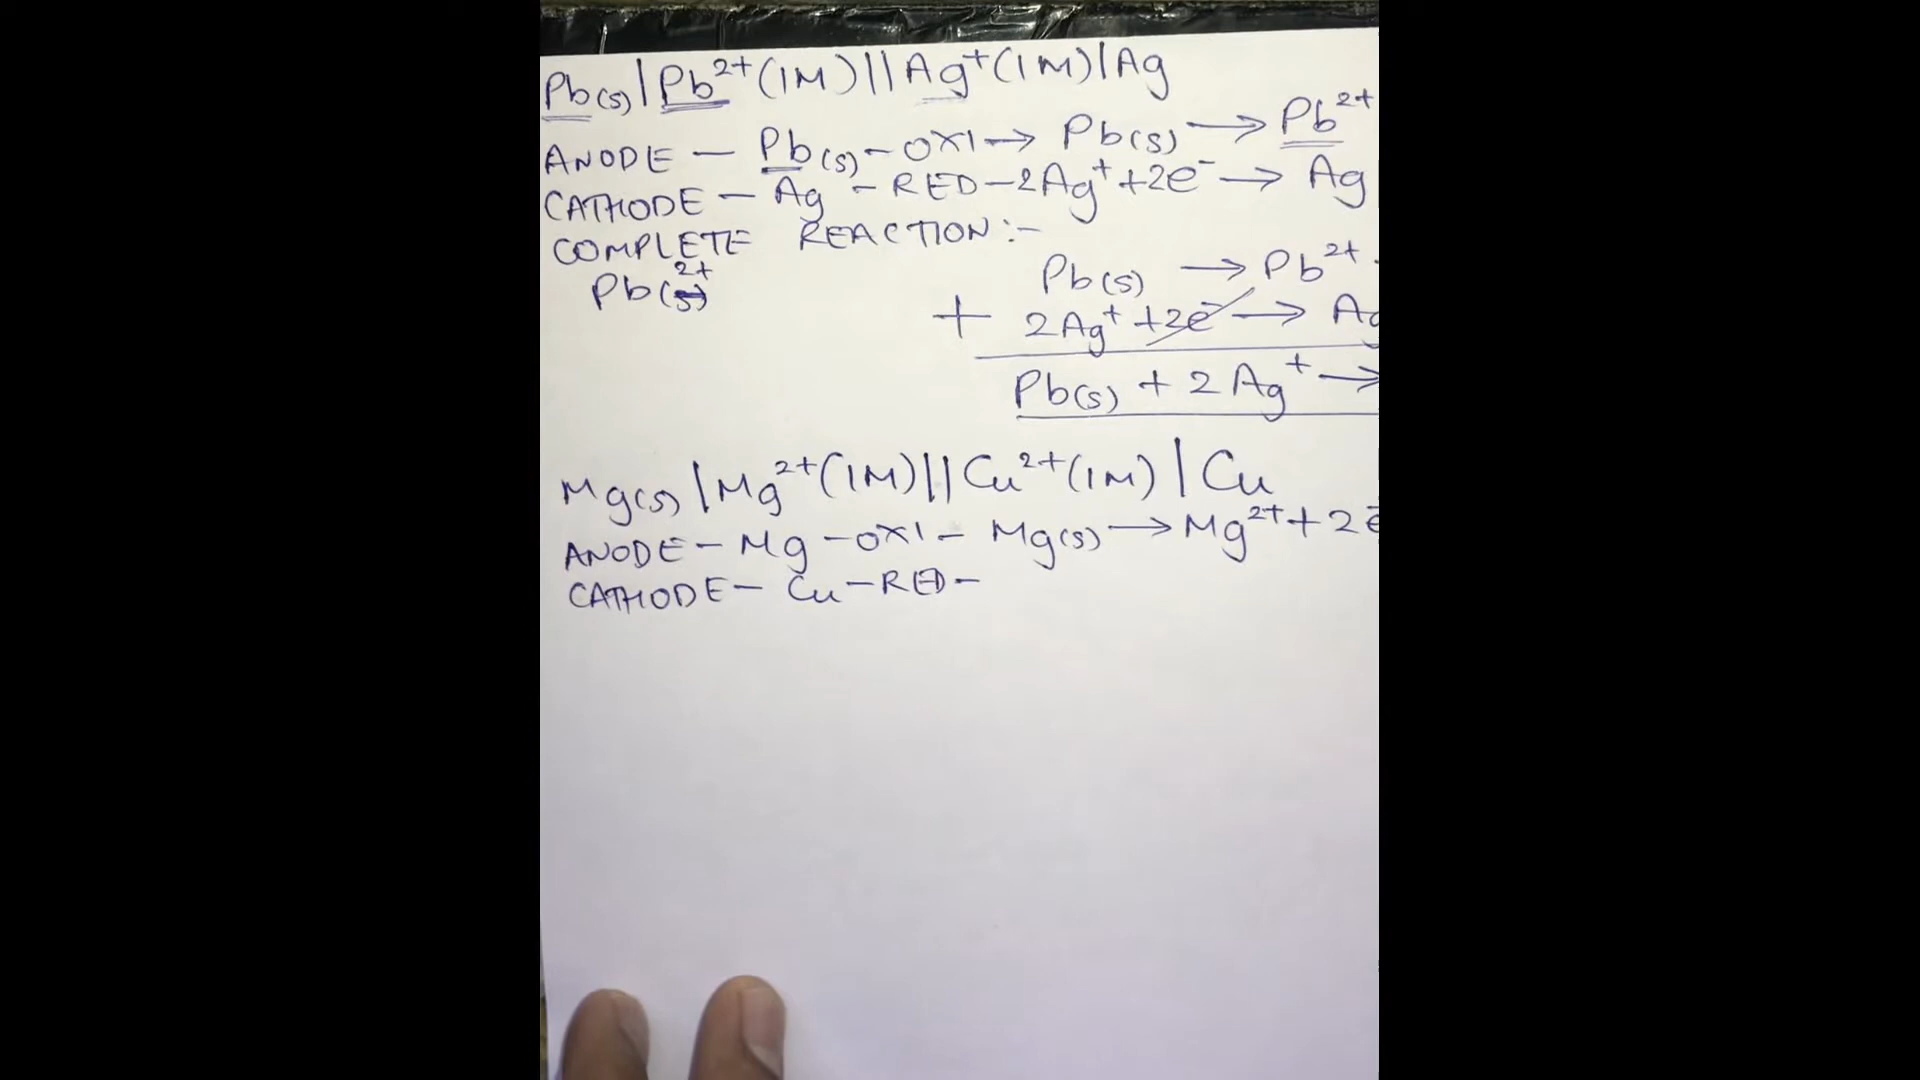 Pb(s)|Pb²⁺(1M)||Ag⁺(1M)|Ag
ANODE — Pb(s) - OXI → Pb(s) → Pb²⁺
CATHODE — Ag - RED - 2Ag⁺ + 2e⁻ → Ag
COMPLETE REACTION :-
Pb(s) → Pb²⁺
Pb 2+
+ 2Ag⁺ + 2e⁻ → Ag
Pb(s) + 2Ag⁺ →
Mg(s)|Mg²⁺(1M)||Cu²⁺(1M)|Cu
ANODE - Mg - OXI - Mg(s) → Mg²⁺ + 2e⁻
CATHODE - Cu - RED -